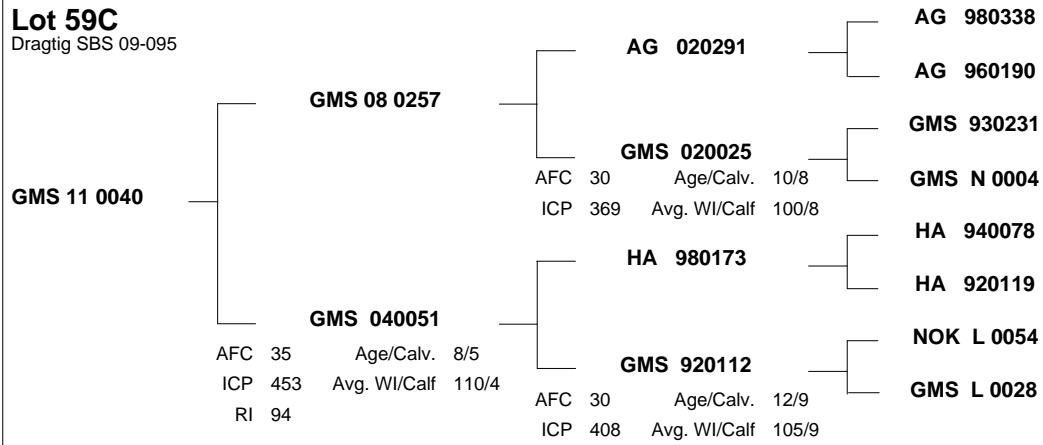 Lot 59C
Dragtig SBS 09-095
AG 980338
AG 020291
AG 960190
GMS 08 0257
GMS 930231
GMS 020025
AFC 30 Age/Calv. 10/8
GMS N 0004
ICP 369 Avg. WI/Calf 100/8
GMS 11 0040
HA 940078
HA 980173
HA 920119
GMS 040051
NOK L 0054
AFC 35 Age/Calv. 8/5
GMS 920112
ICP 453 Avg. WI/Calf 110/4
GMS L 0028
AFC 30 Age/Calv. 12/9
RI 94
ICP 408 Avg. WI/Calf 105/9